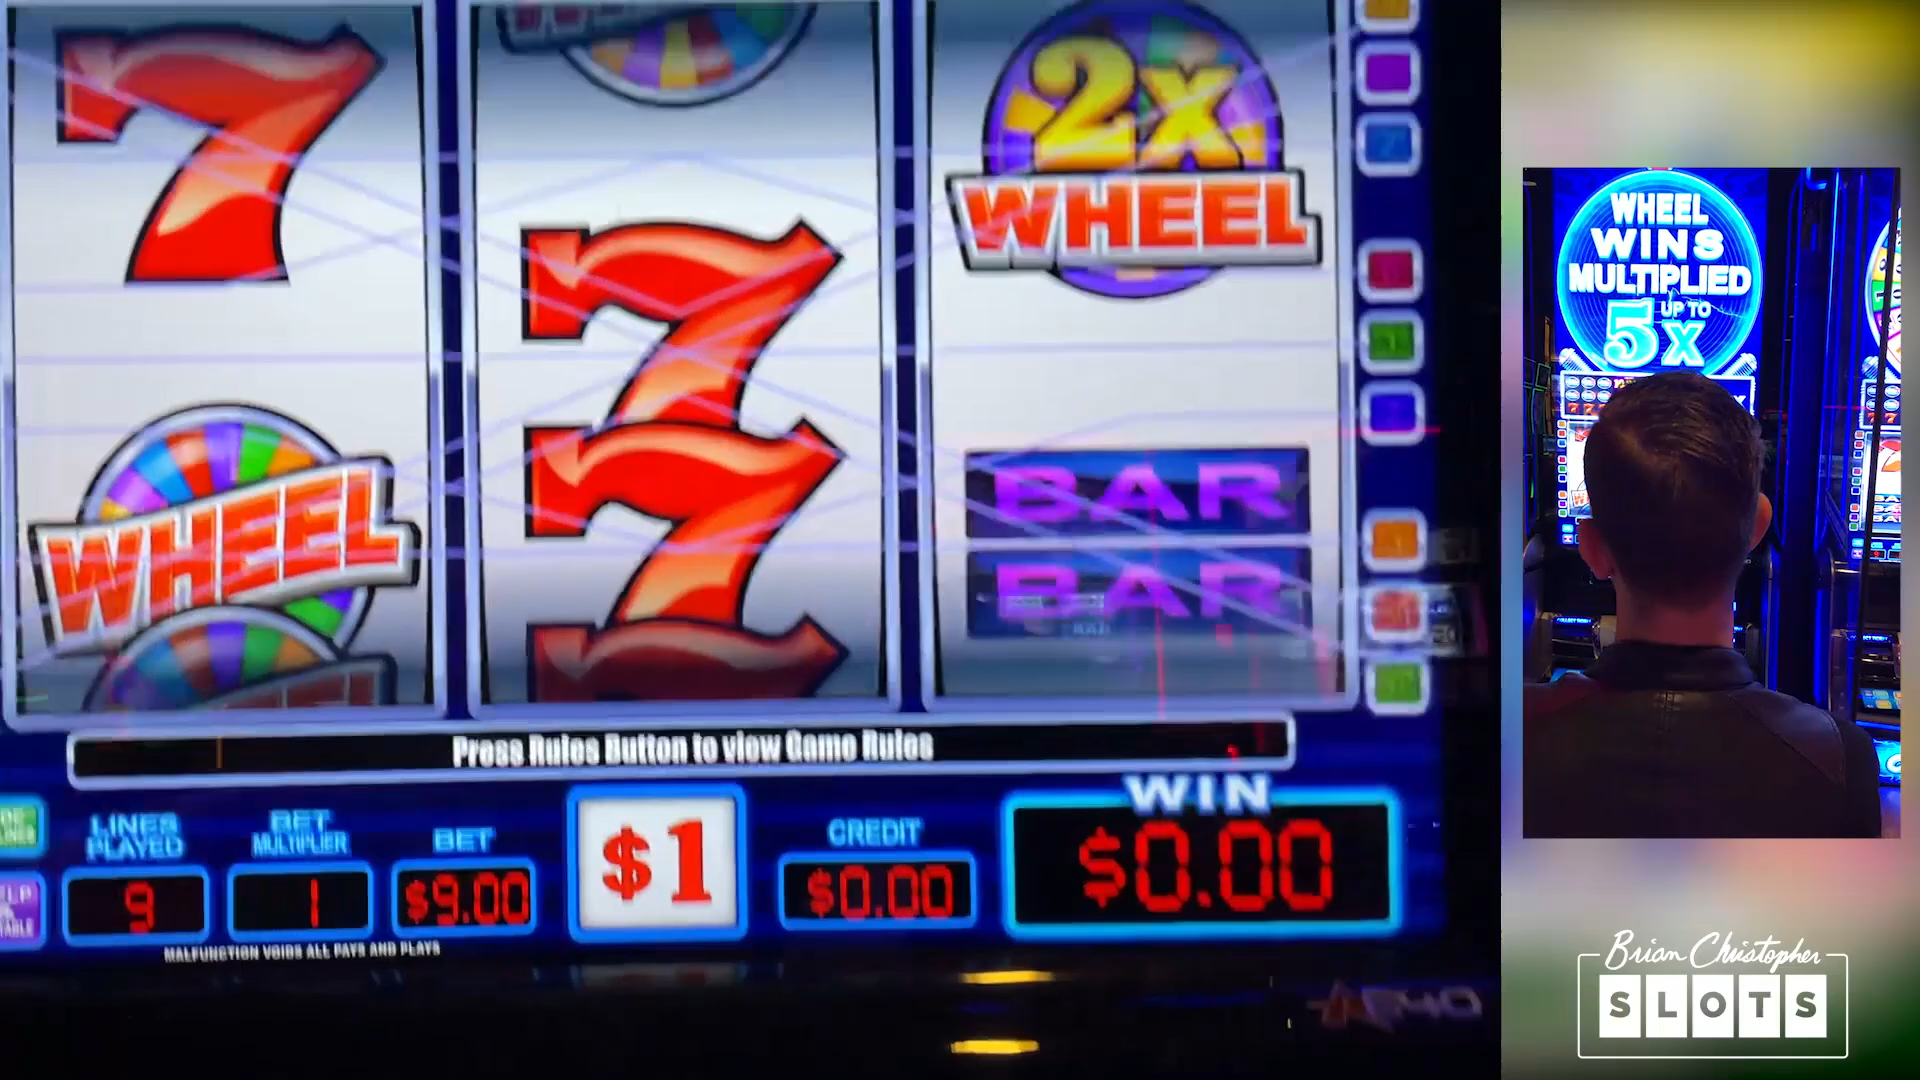 7
2x
WHEEL
7
WHEEL
7
BAR
BAR
Press Rules Button to view Game Rules
LINES PLAYED
9
BET MULTIPLIER
1
BET
$9.00
$1
CREDIT
$0.00
WIN
$0.00
MALFUNCTION VOIDS ALL PAYS AND PLAYS
WHEEL
WINS
MULTIPLIED
UP TO
5x
Brian Christopher
SLOTS